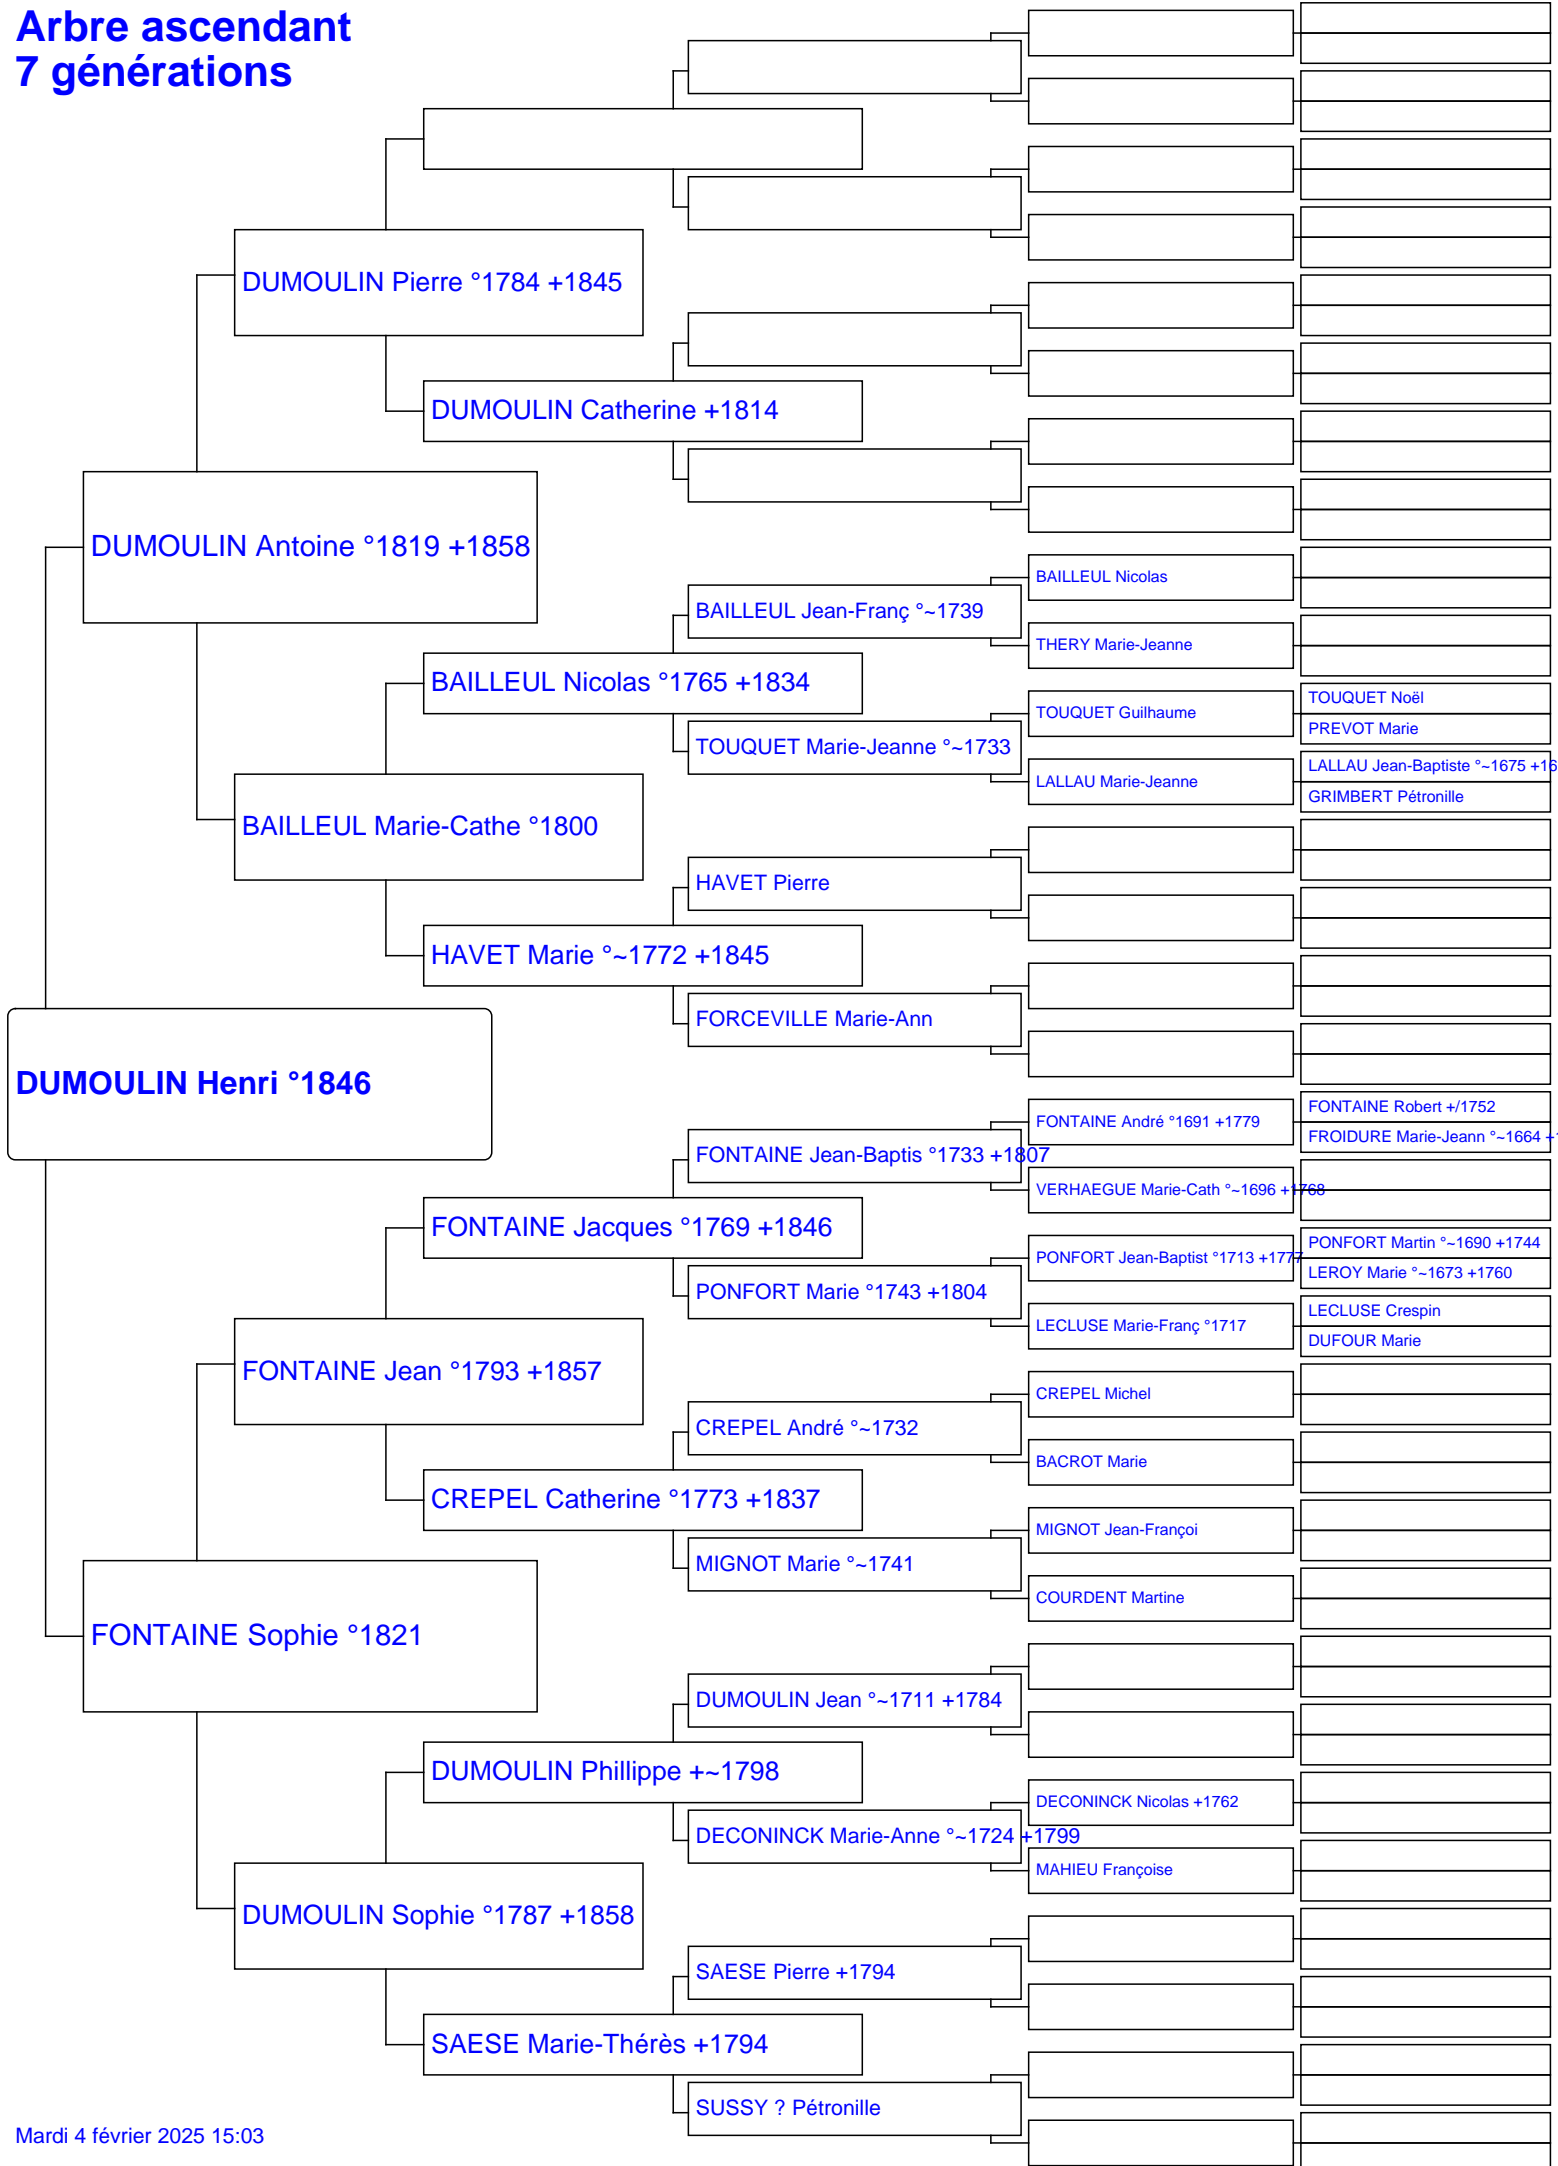 Arbre ascendant
7 générations
DUMOULIN Pierre °1784 +1845
DUMOULIN Catherine +1814
DUMOULIN Antoine °1819 +1858
BAILLEUL Nicolas
BAILLEUL Jean-Franç °~1739
THERY Marie-Jeanne
BAILLEUL Nicolas °1765 +1834
TOUQUET Noël
TOUQUET Guilhaume
PREVOT Marie
TOUQUET Marie-Jeanne °~1733
LALLAU Jean-Baptiste °~1675 +16
LALLAU Marie-Jeanne
GRIMBERT Pétronille
BAILLEUL Marie-Cathe °1800
HAVET Pierre
HAVET Marie °~1772 +1845
FORCEVILLE Marie-Ann
DUMOULIN Henri °1846
FONTAINE Robert +/1752
FONTAINE André °1691 +1779
FROIDURE Marie-Jeann °~1664 +1
FONTAINE Jean-Baptis °1733 +1807
VERHAEGUE Marie-Cath °~1696 +1768
FONTAINE Jacques °1769 +1846
PONFORT Martin °~1690 +1744
PONFORT Jean-Baptist °1713 +1777
LEROY Marie °~1673 +1760
PONFORT Marie °1743 +1804
LECLUSE Crespin
LECLUSE Marie-Franç °1717
DUFOUR Marie
FONTAINE Jean °1793 +1857
CREPEL Michel
CREPEL André °~1732
BACROT Marie
CREPEL Catherine °1773 +1837
MIGNOT Jean-Françoi
MIGNOT Marie °~1741
COURDENT Martine
FONTAINE Sophie °1821
DUMOULIN Jean °~1711 +1784
DUMOULIN Phillippe +~1798
DECONINCK Nicolas +1762
DECONINCK Marie-Anne °~1724 +1799
MAHIEU Françoise
DUMOULIN Sophie °1787 +1858
SAESE Pierre +1794
SAESE Marie-Thérès +1794
SUSSY ? Pétronille
Mardi 4 février 2025 15:03